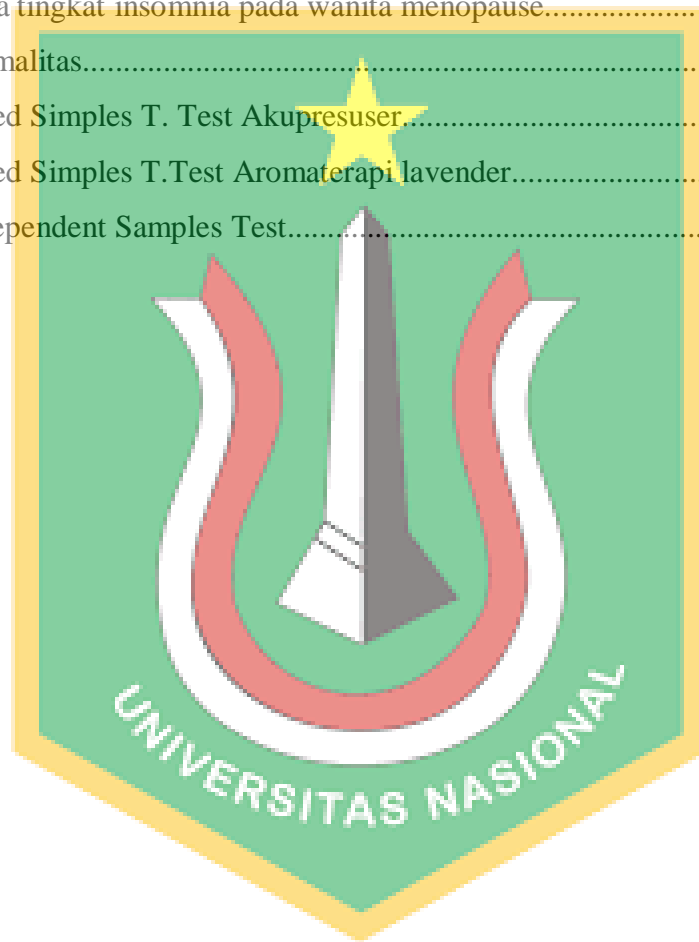 tingkat insomnia pada wanita menopause..........................
malitas...............................................................................................
ed Simples T. Test Akupresuser..............................................
ed Simples T.Test Aromaterapi lavender................................
ependent Samples Test............................................................
UNIVERSITAS NASIONAL